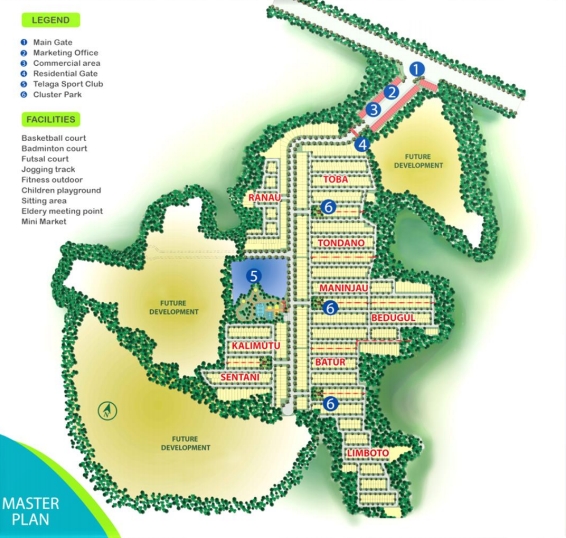 LEGEND
1 Main Gate
2 Marketing Office
3 Commercial area
4 Residential Gate
5 Telaga Sport Club
6 Cluster Park
FACILITIES
Basketball court
Badminton court
Futsal court
Jogging track
Fitness outdoor
Children playground
Sitting area
Eldery meeting point
Mini Market
1
2
3
4
FUTURE
DEVELOPMENT
TOBA
RANAU
6
TONDANO
5
MANINJAU
FUTURE
DEVELOPMENT
6
BEDUGUL
KALIMUTU
BATUR
SENTANI
6
FUTURE
DEVELOPMENT
LIMBOTO
MASTER
PLAN